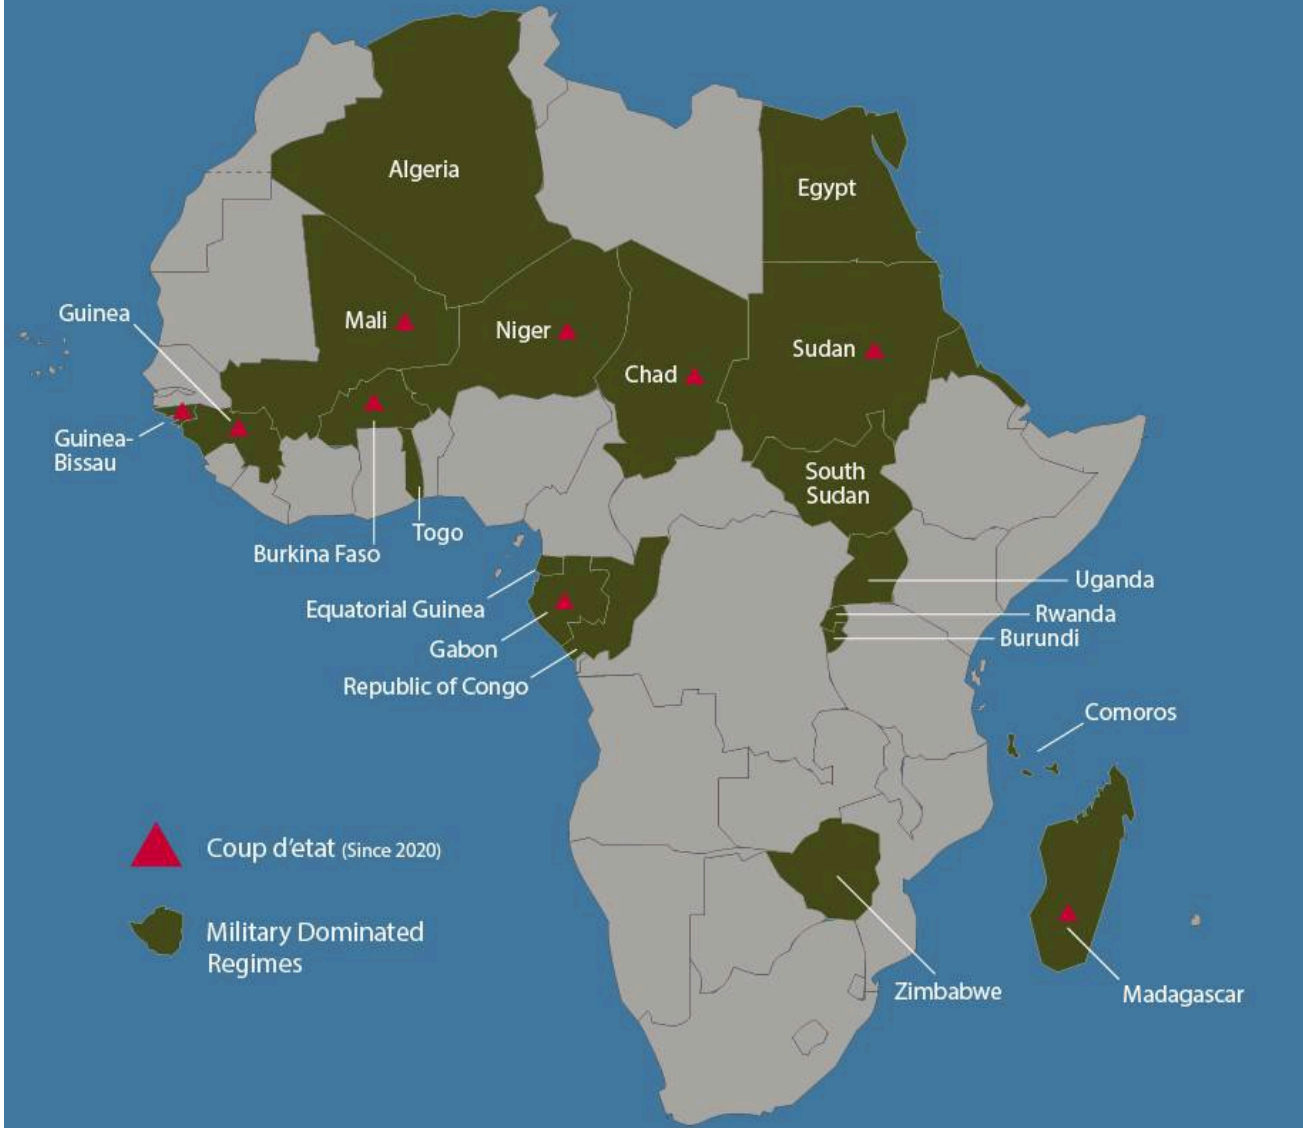 Algeria
Egypt
Guinea
Mali
Niger
Sudan
Chad
Guinea-
Bissau
South
Sudan
Togo
Burkina Faso
Uganda
Equatorial Guinea
Rwanda
Burundi
Gabon
Republic of Congo
Comoros
Coup d’etat (Since 2020)
Military Dominated
Regimes
Zimbabwe
Madagascar